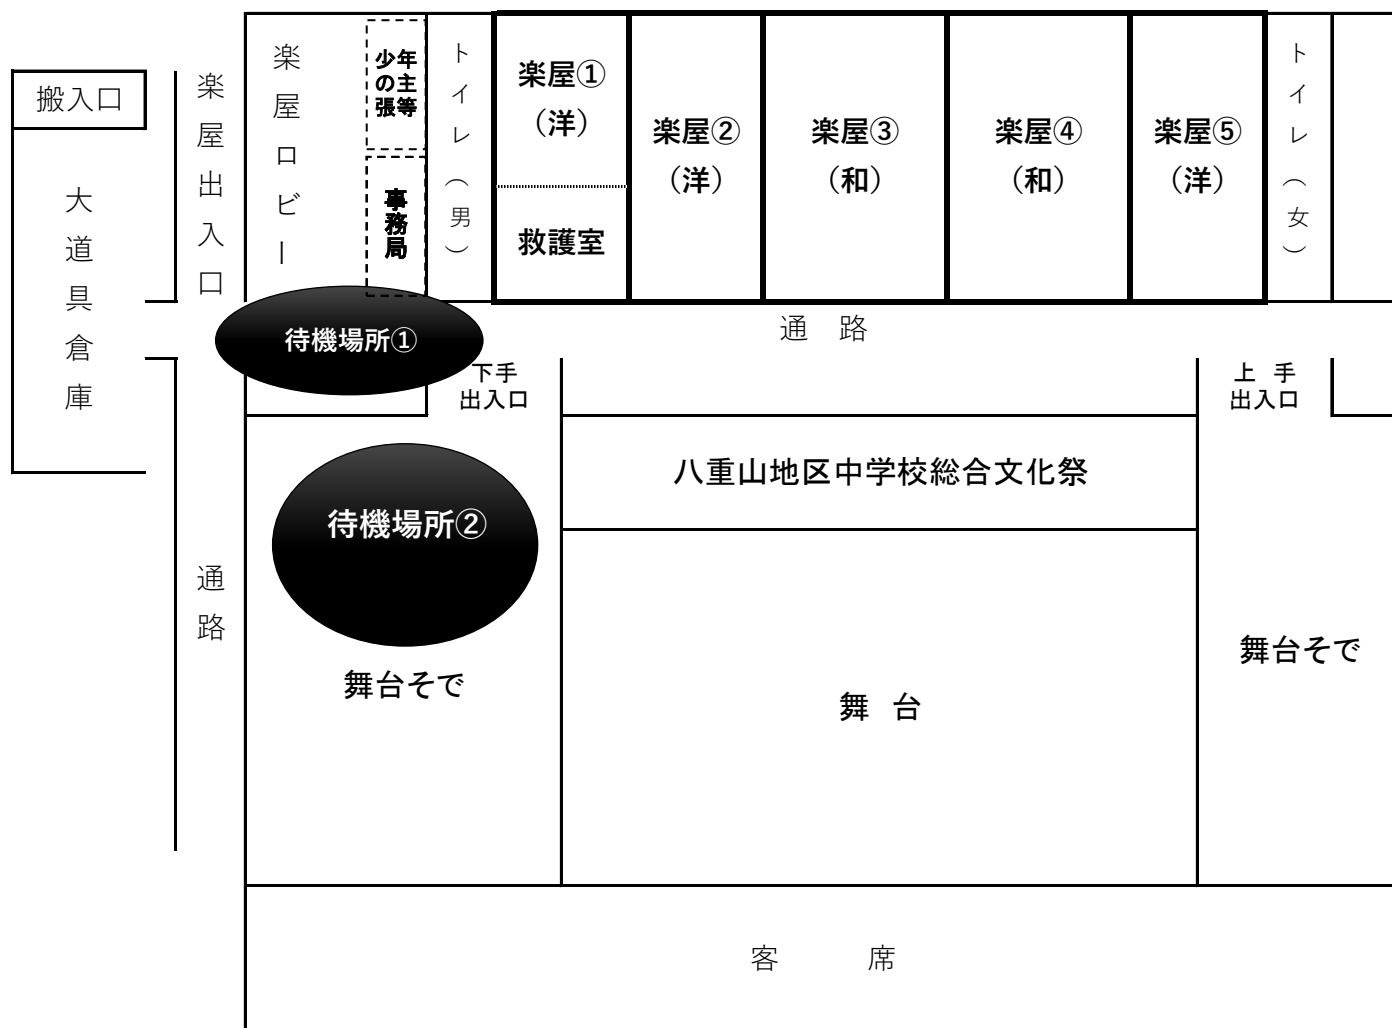 搬入口
大道具倉庫
楽屋出入口
通路
楽屋ロビー
少年
の主
張等
事務局
トイレ（男）
楽屋①
（洋）
救護室
楽屋②
（洋）
楽屋③
（和）
楽屋④
（和）
楽屋⑤
（洋）
トイレ（女）
待機場所①
通　路
下手
出入口
上　手
出入口
八重山地区中学校総合文化祭
待機場所②
舞台そで
舞　台
舞台そで
客　　席